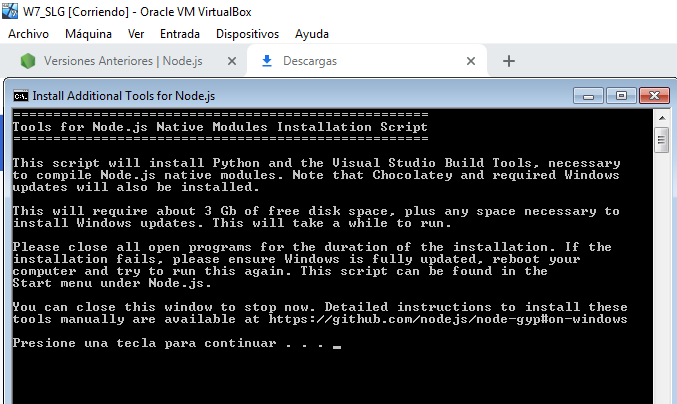 W7_SLG [Corriendo] - Oracle VM VirtualBox
Archivo Máquina Ver Entrada Dispositivos Ayuda
Versiones Anteriores | Node.js Descargas
Install Additional Tools for Node.js
====================================================
Tools for Node.js Native Modules Installation Script
====================================================
This script will install Python and the Visual Studio Build Tools, necessary
to compile Node.js native modules. Note that Chocolatey and required Windows
updates will also be installed.
This will require about 3 Gb of free disk space, plus any space necessary to
install Windows updates. This will take a while to run.
Please close all open programs for the duration of the installation. If the
installation fails, please ensure Windows is fully updated, reboot your
computer and try to run this again. This script can be found in the
Start menu under Node.js.
You can close this window to stop now. Detailed instructions to install these
tools manually are available at https://github.com/nodejs/node-gyp#on-windows
Presione una tecla para continuar . . . _